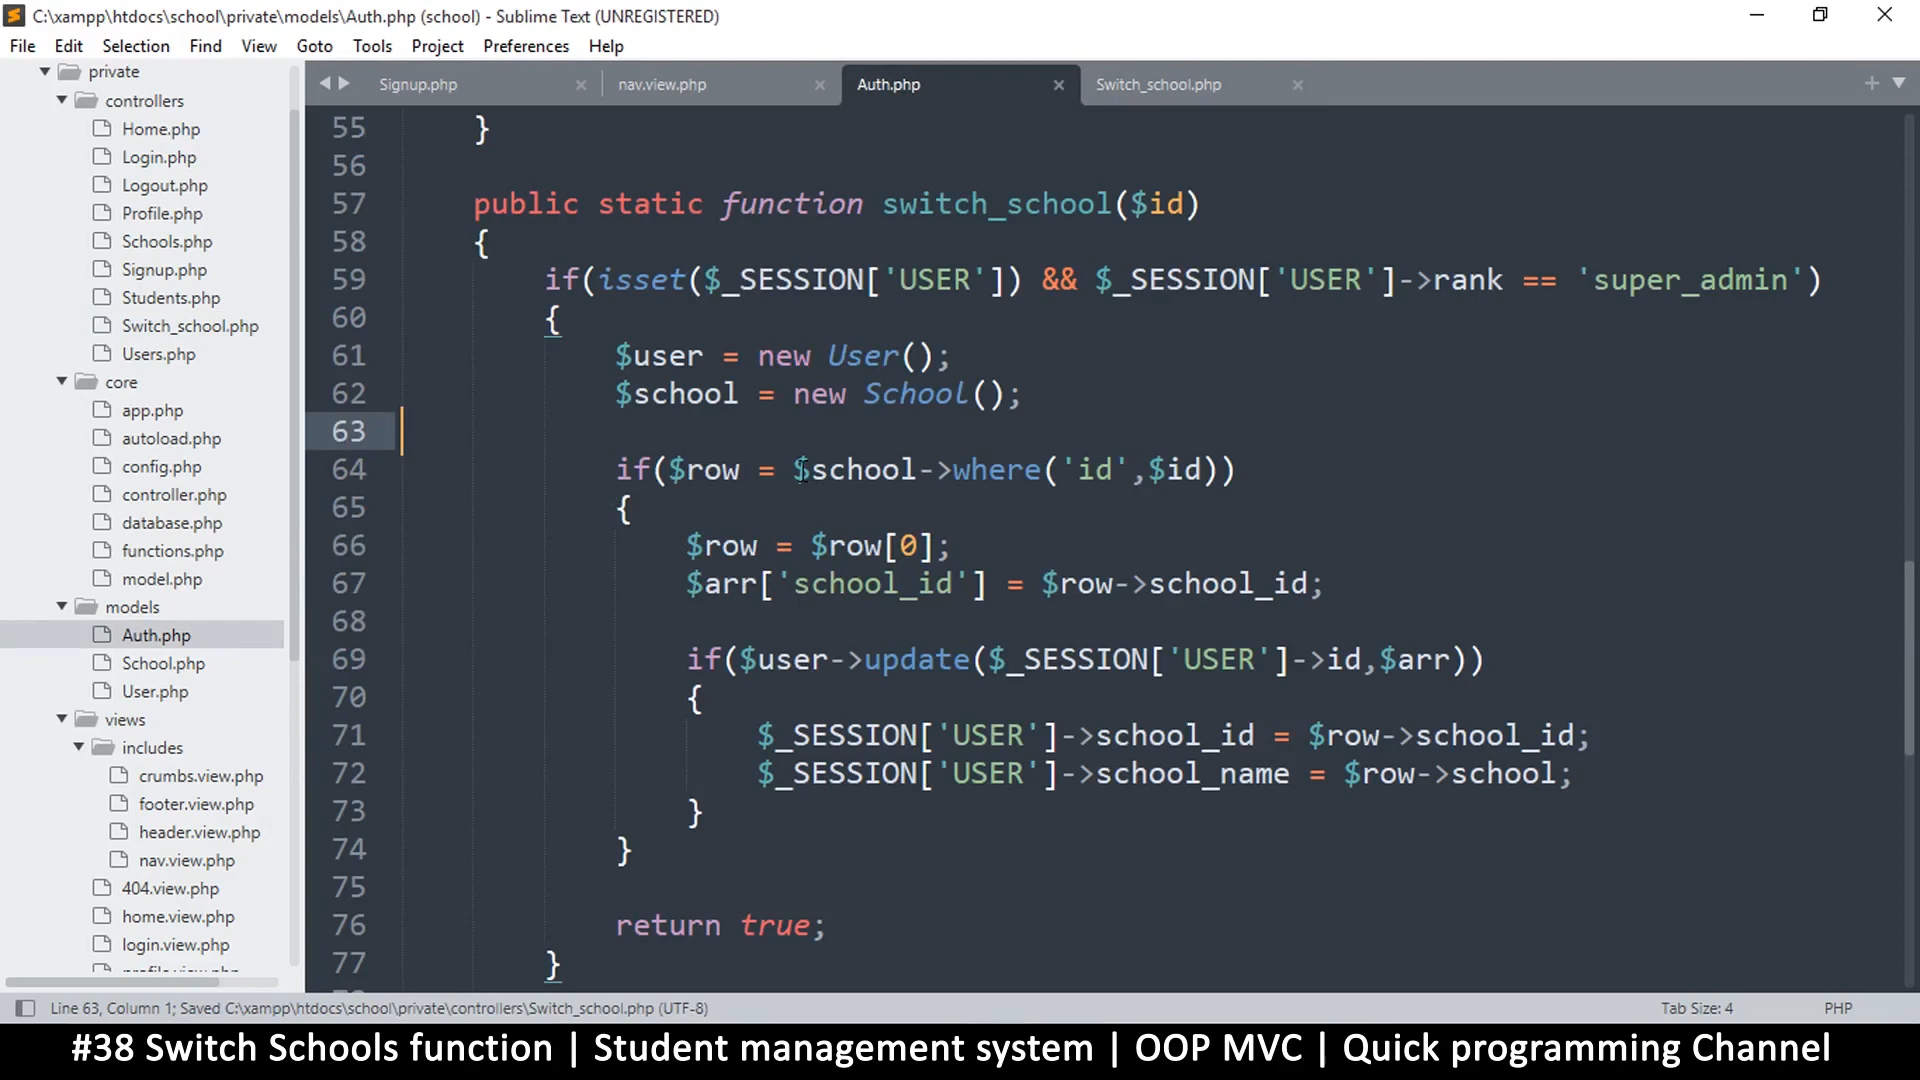 C:\xampp\htdocs\school\private\models\Auth.php (school) - Sublime Text (UNREGISTERED)
File Edit Selection Find View Goto Tools Project Preferences Help
private
controllers
Home.php
Login.php
Logout.php
Profile.php
Schools.php
Signup.php
Students.php
Switch_school.php
Users.php
core
app.php
autoload.php
config.php
controller.php
database.php
functions.php
model.php
models
Auth.php
School.php
User.php
views
includes
crumbs.view.php
footer.view.php
header.view.php
nav.view.php
404.view.php
home.view.php
login.view.php
profile.view.php
Signup.php nav.view.php Auth.php Switch_school.php
55 }
56
57 public static function switch_school($id)
58 {
59 if(isset($_SESSION['USER']) && $_SESSION['USER']->rank == 'super_admin')
60 {
61 $user = new User();
62 $school = new School();
63
64 if($row = $school->where('id',$id))
65 {
66 $row = $row[0];
67 $arr['school_id'] = $row->school_id;
68
69 if($user->update($_SESSION['USER']->id,$arr))
70 {
71 $_SESSION['USER']->school_id = $row->school_id;
72 $_SESSION['USER']->school_name = $row->school;
73 }
74 }
75
76 return true;
77 }
Line 63, Column 1; Saved C:\xampp\htdocs\school\private\controllers\Switch_school.php (UTF-8) Tab Size: 4 PHP
#38 Switch Schools function | Student management system | OOP MVC | Quick programming Channel